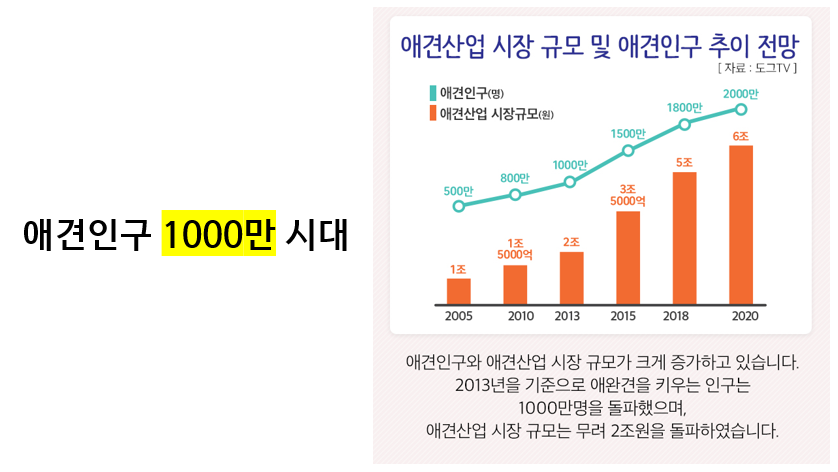 애견인구 1000만 시대
애견산업 시장 규모 및 애견인구 추이 전망
[ 자료 : 도그TV ]
애견인구(명)
애견산업 시장규모(원)
500만
800만
1000만
1500만
1800만
2000만
1조
1조
5000억
2조
3조
5000억
5조
6조
2005
2010
2013
2015
2018
2020
애견인구와 애견산업 시장 규모가 크게 증가하고 있습니다.
2013년을 기준으로 애완견을 키우는 인구는
1000만명을 돌파했으며,
애견산업 시장 규모는 무려 2조원을 돌파하였습니다.